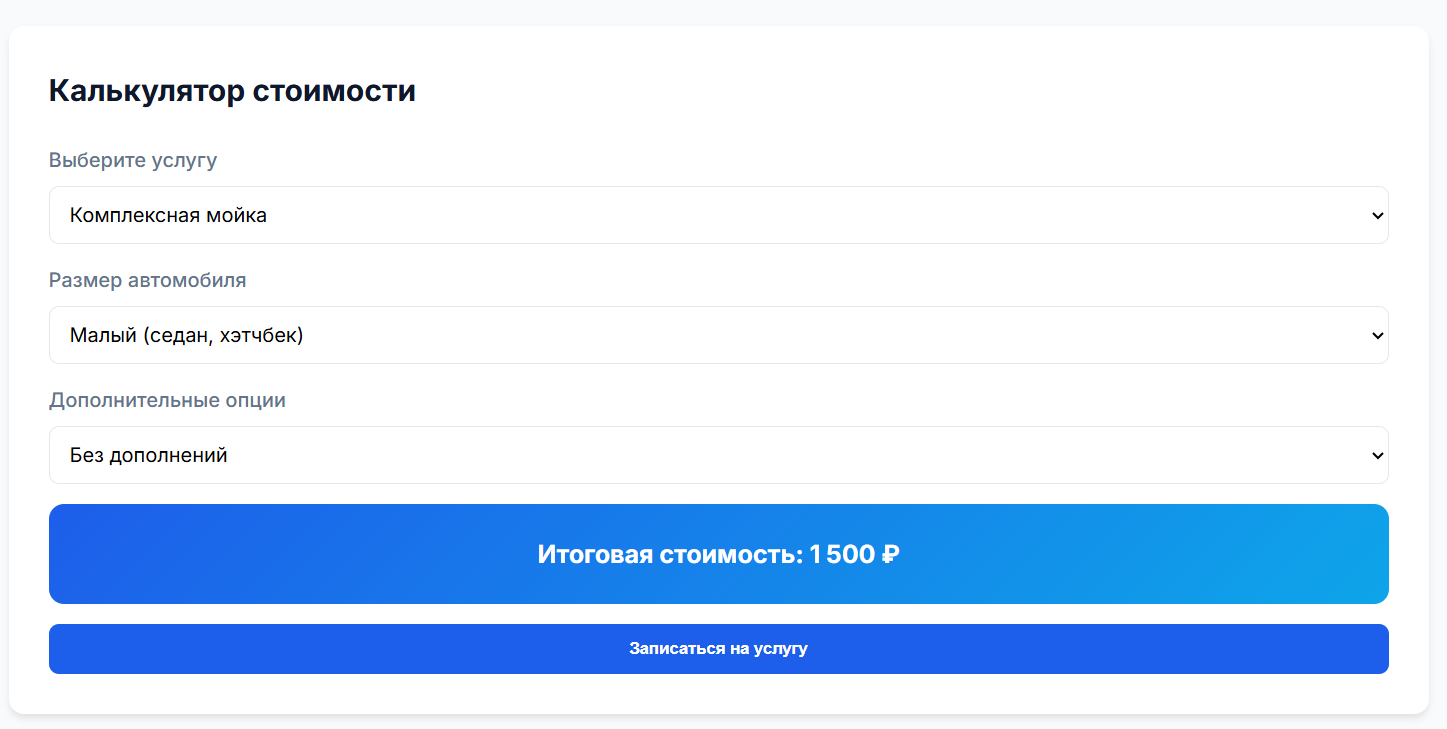 Калькулятор стоимости
Выберите услугу
Комплексная мойка
Размер автомобиля
Малый (седан, хэтчбек)
Дополнительные опции
Без дополнений
Итоговая стоимость: 1 500 ₽
Записаться на услугу